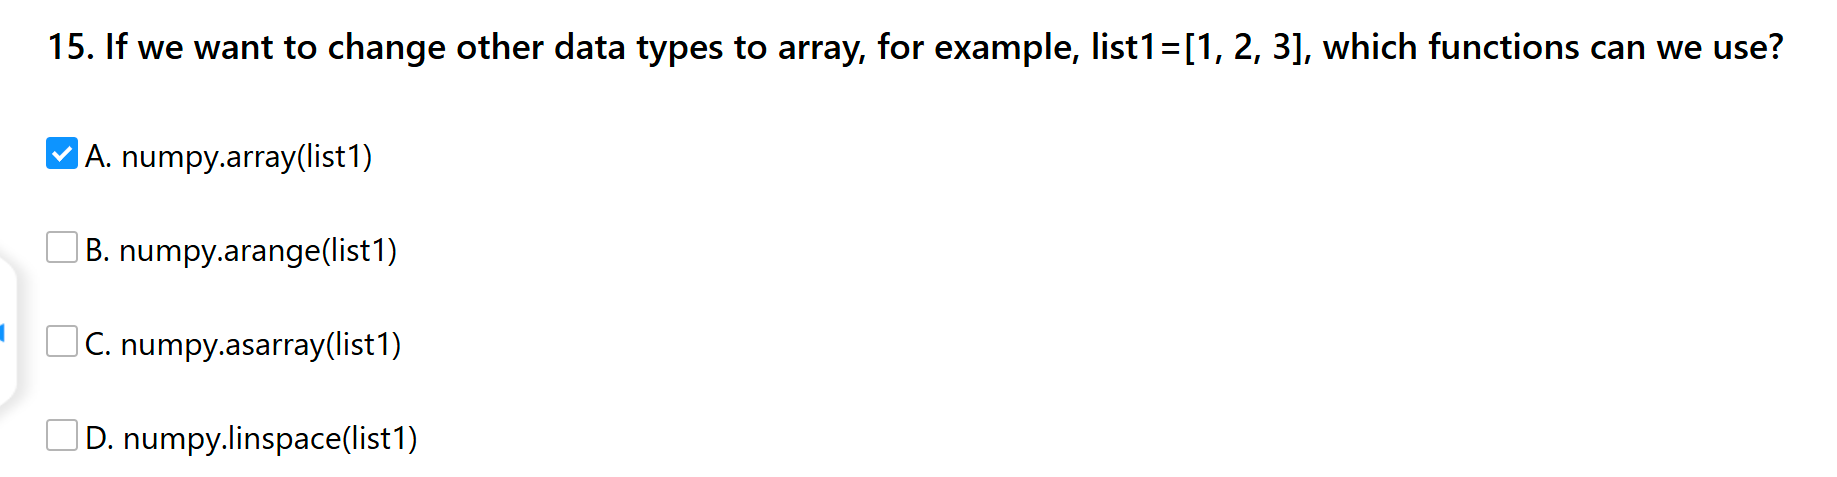 15. If we want to change other data types to array, for example, list1=[1, 2, 3], which functions can we use?
A. numpy.array(list1)
B. numpy.arange(list1)
C. numpy.asarray(list1)
D. numpy.linspace(list1)